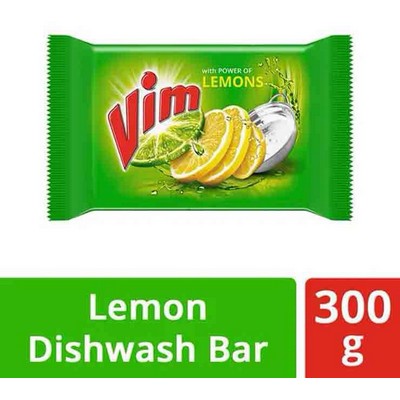 Vim
with POWER OF
LEMONS
Lemon
Dishwash Bar
300
g